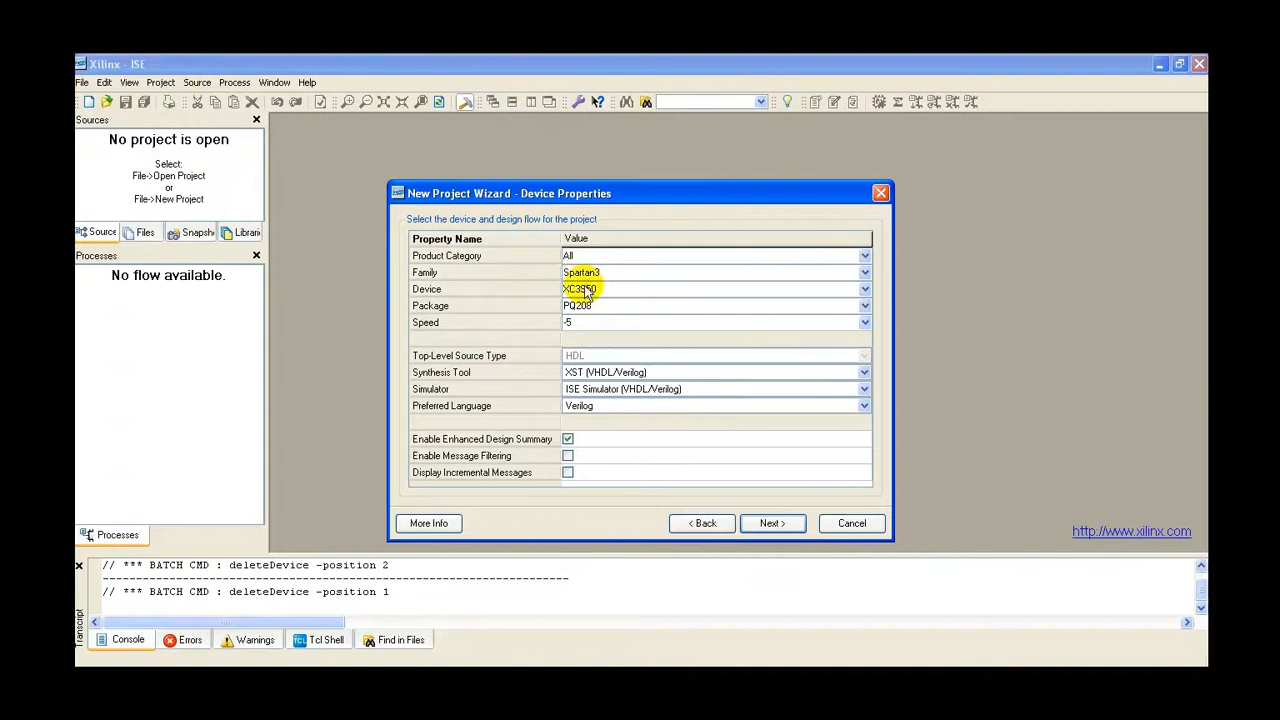 Xilinx - ISE
File Edit View Project Source Process Window Help
Sources
No project is open
Select:
File->Open Project
or
File->New Project
Source Files Snapsh Librari
Processes
No flow available.
Processes
New Project Wizard - Device Properties
Select the device and design flow for the project
Property Name Value
Product Category All
Family Spartan3
Device XC3S50
Package PQ208
Speed -5
Top-Level Source Type HDL
Synthesis Tool XST (VHDL/Verilog)
Simulator ISE Simulator (VHDL/Verilog)
Preferred Language Verilog
Enable Enhanced Design Summary
Enable Message Filtering
Display Incremental Messages
More Info < Back Next > Cancel
http://www.xilinx.com
// *** BATCH CMD : deleteDevice -position 2
----------------------------------------------------------------------
// *** BATCH CMD : deleteDevice -position 1
Transcript
Console Errors Warnings TCL Tcl Shell Find in Files